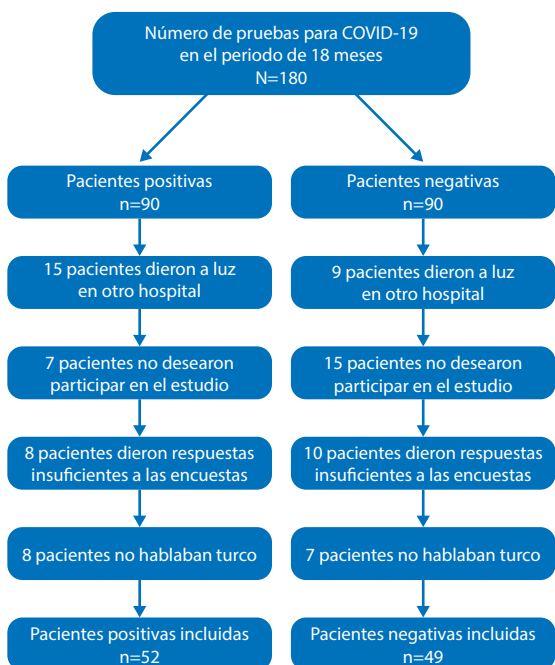 Número de pruebas para COVID-19
en el periodo de 18 meses
N=180
Pacientes positivas
n=90
Pacientes negativas
n=90
15 pacientes dieron a luz
en otro hospital
9 pacientes dieron a luz
en otro hospital
7 pacientes no desearon
participar en el estudio
15 pacientes no desearon
participar en el estudio
8 pacientes dieron respuestas
insuficientes a las encuestas
10 pacientes dieron respuestas
insuficientes a las encuestas
8 pacientes no hablaban turco
7 pacientes no hablaban turco
Pacientes positivas incluidas
n=52
Pacientes negativas incluidas
n=49